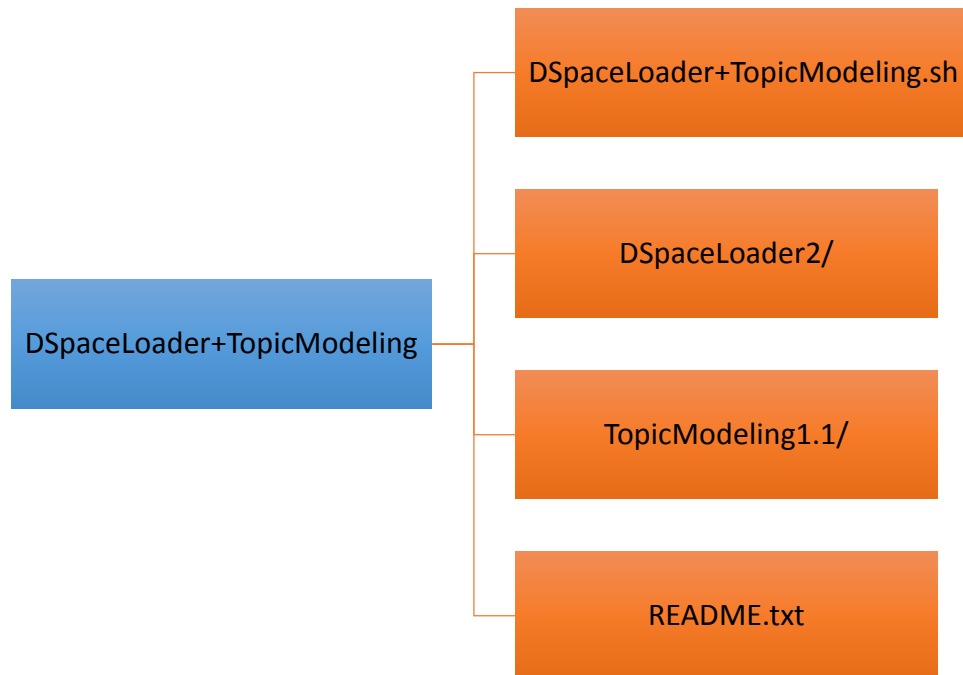 DSpaceLoader+TopicModeling.sh
DSpaceLoader2/
DSpaceLoader+TopicModeling
TopicModeling1.1/
README.txt